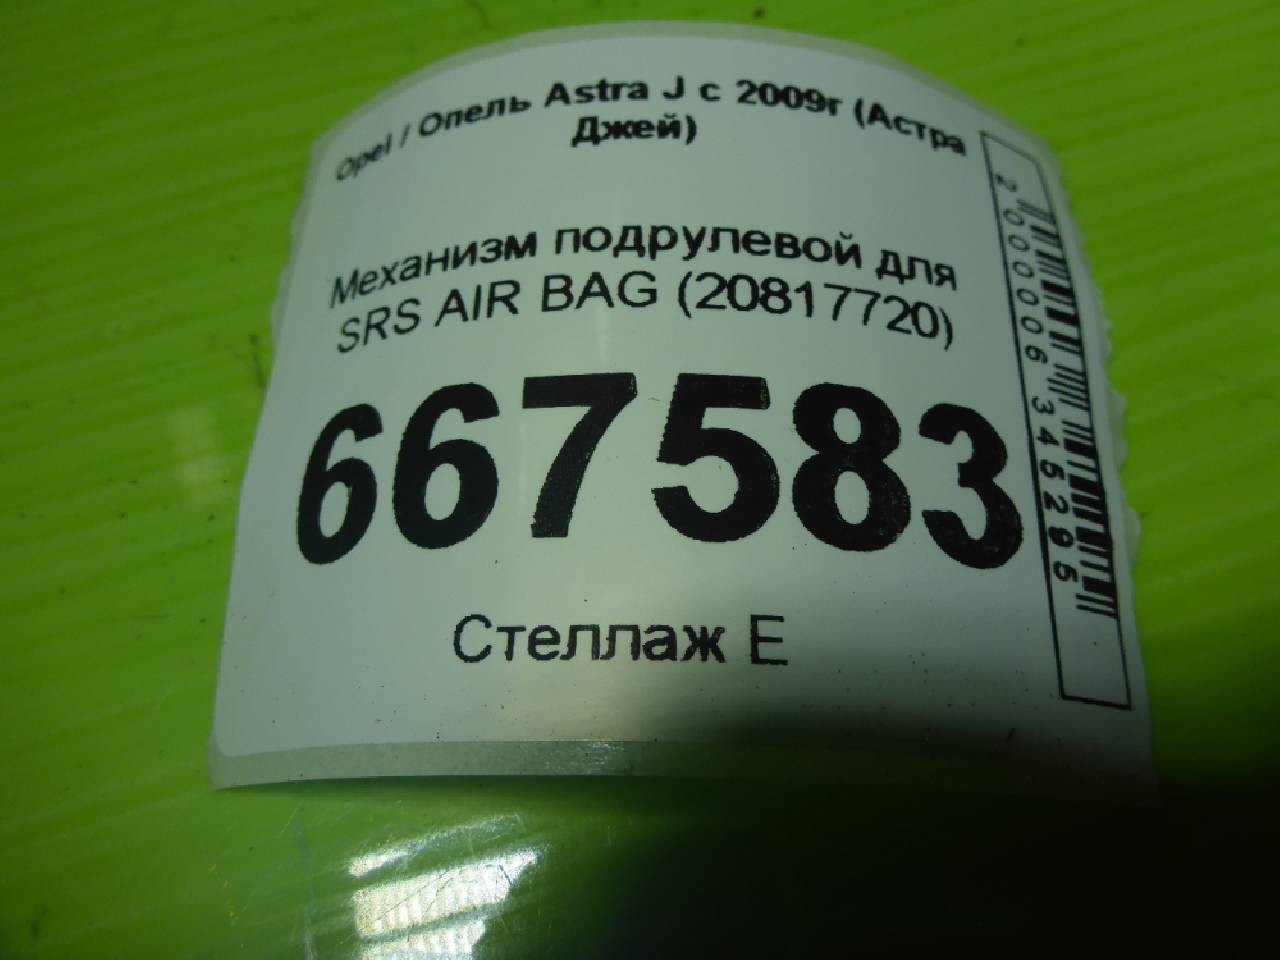 Opel / Опель Astra J с 2009г (Астра
Джей)
Механизм подрулевой для
SRS AIR BAG (20817720)
667583
Стеллаж E
2000006345295